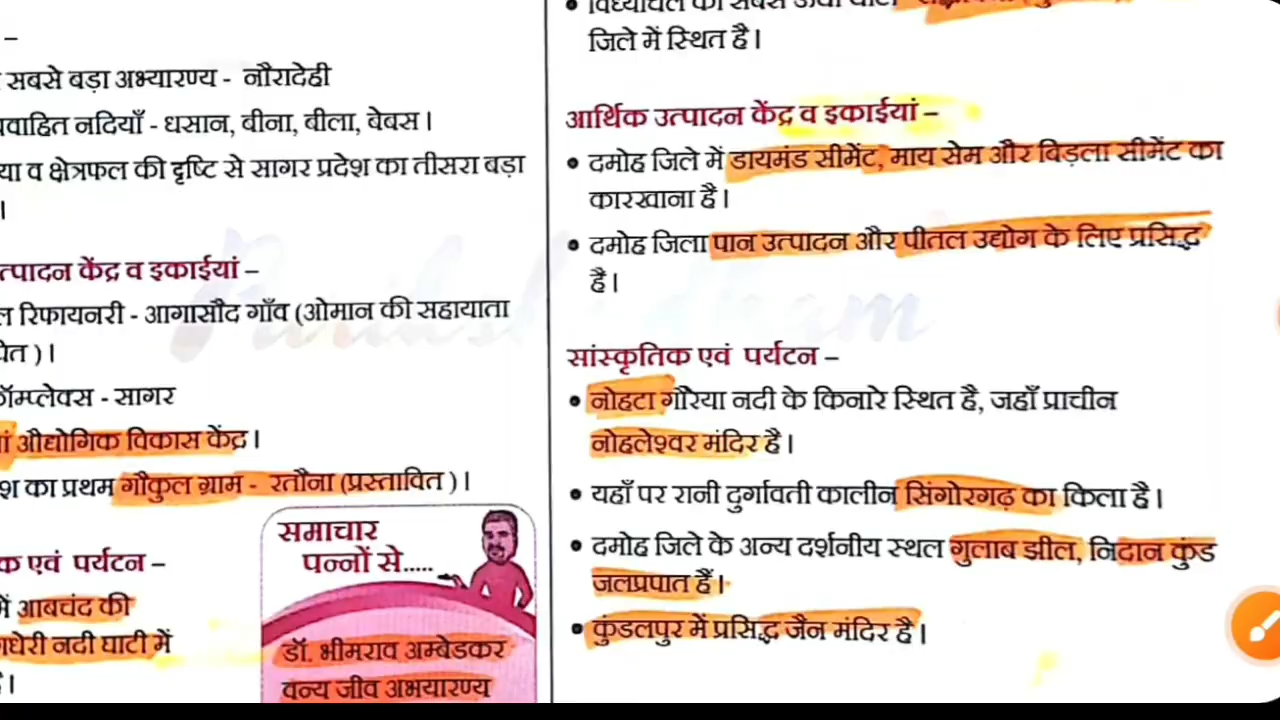 –
सबसे बड़ा अभ्यारण्य - नौरादेही
नदियाँ - धसान, बीना, बीला, बेबस।
व क्षेत्रफल की दृष्टि से सागर प्रदेश का तीसरा बड़ा
।
केंद्र व इकाईयां –
रिफायनरी - आगासौद गाँव (ओमान की सहायाता
)।
- सागर
औद्योगिक विकास केंद्र।
का प्रथम गौकुल ग्राम - रतौना (प्रस्तावित)।
एवं पर्यटन –
आबचंद की
नदी घाटी में
।
समाचार
पन्नों से.....
डॉ. भीमराव अम्बेडकर
वन्य जीव अभयारण्य
जिले में स्थित है।
आर्थिक उत्पादन केंद्र व इकाईयां –
• दमोह जिले में डायमंड सीमेंट, माय सेम और बिड़ला सीमेंट का
कारखाना है।
• दमोह जिला पान उत्पादन और पीतल उद्योग के लिए प्रसिद्ध
है।
सांस्कृतिक एवं पर्यटन –
• नोहटा गौरैया नदी के किनारे स्थित है, जहाँ प्राचीन
नोहलेश्वर मंदिर है।
• यहाँ पर रानी दुर्गावती कालीन सिंगोरगढ़ का किला है।
• दमोह जिले के अन्य दर्शनीय स्थल गुलाब झील, निदान कुंड
जलप्रपात हैं।
• कुंडलपुर में प्रसिद्ध जैन मंदिर है।